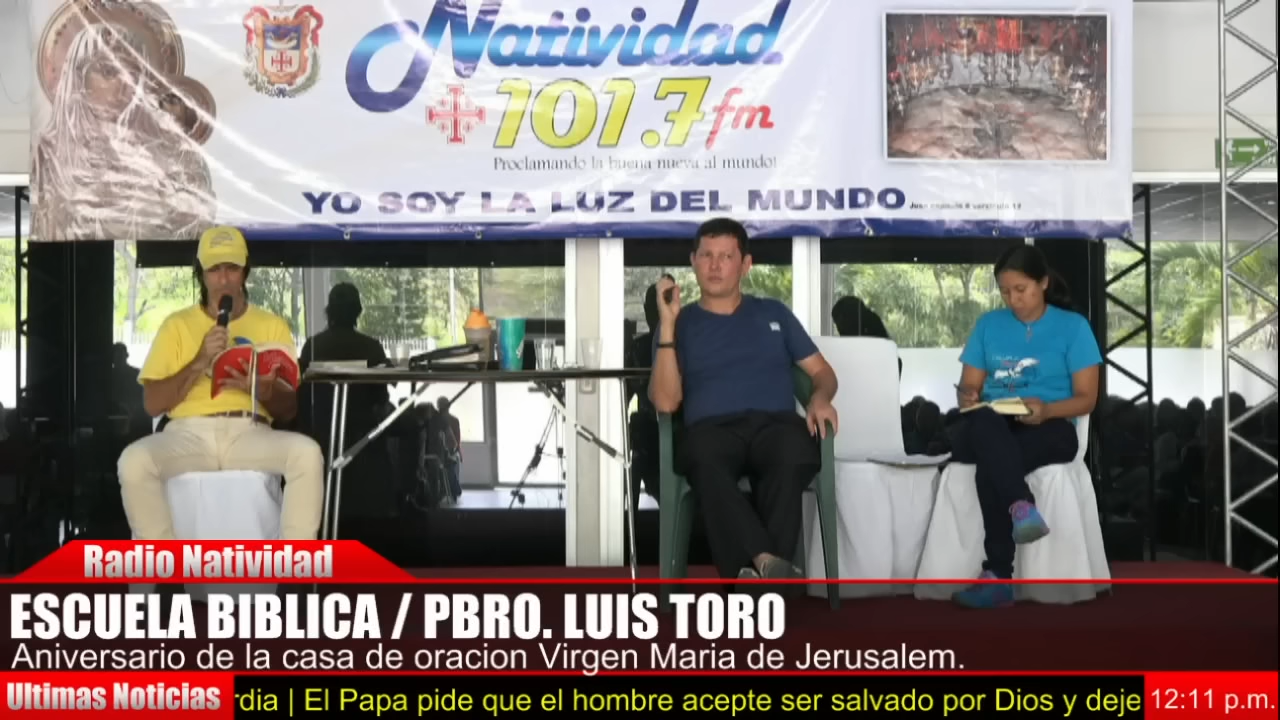 Natividad
101.7 fm
Proclamando la buena nueva al mundo!
YO SOY LA LUZ DEL MUNDO
Radio Natividad
ESCUELA BIBLICA / PBRO. LUIS TORO
Aniversario de la casa de oracion Virgen Maria de Jerusalem.
Ultimas Noticias
dia | El Papa pide que el hombre acepte ser salvado por Dios y deje
12:11 p.m.